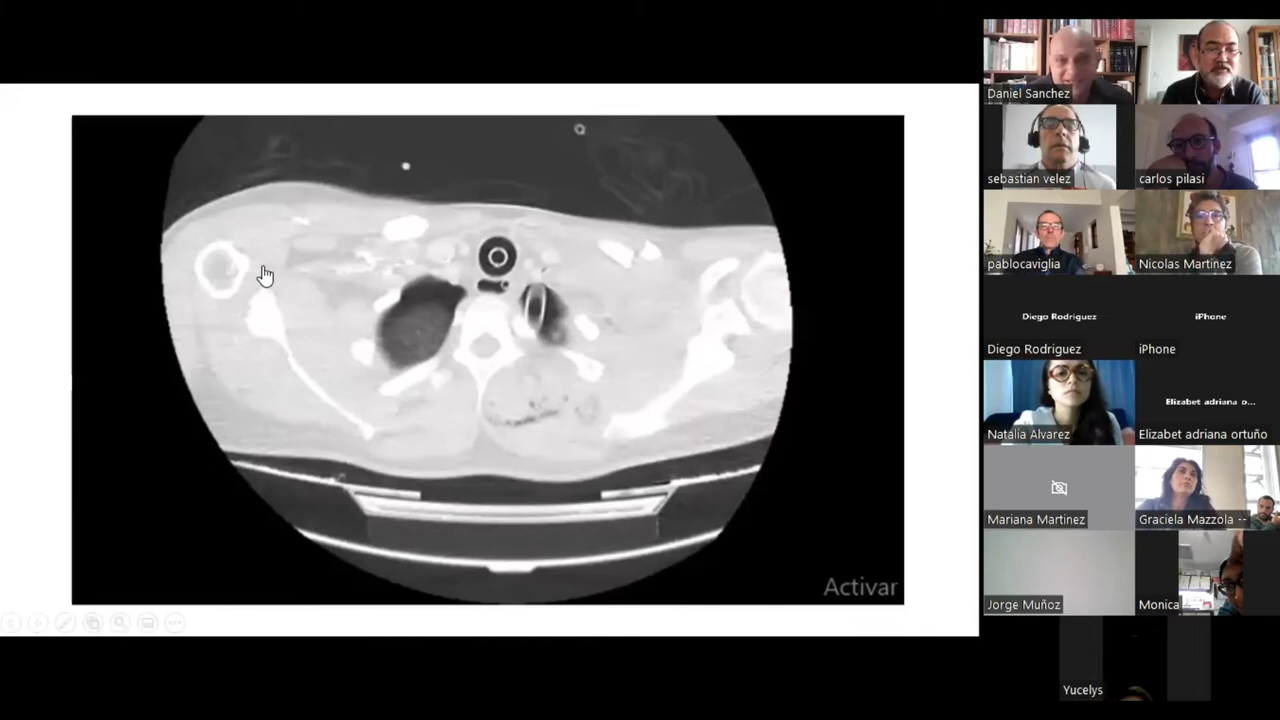 Activar
Daniel Sanchez
sebastian velez
carlos pilasi
pablocaviglia
Nicolas Martinez
Diego Rodriguez
iPhone
Diego Rodriguez
iPhone
Elizabet adriana o...
Natalia Alvarez
Elizabet adriana ortuño
Mariana Martinez
Graciela Mazzola --
Jorge Muñoz
Monica
Yucelys